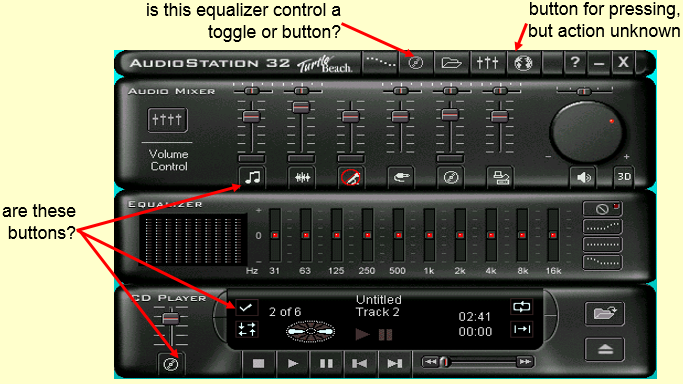 is this equalizer control a
toggle or button?
button for pressing,
but action unknown
AUDIOSTATION 32 Turtle Beach. ? – X
AUDIO MIXER
Volume
Control
– +
3D
are these
buttons?
EQUALIZER
+
0
–
Hz 31 63 125 250 500 1k 2k 4k 8k 16k
CD PLAYER
2 of 6
Untitled
Track 2
02:41
00:00